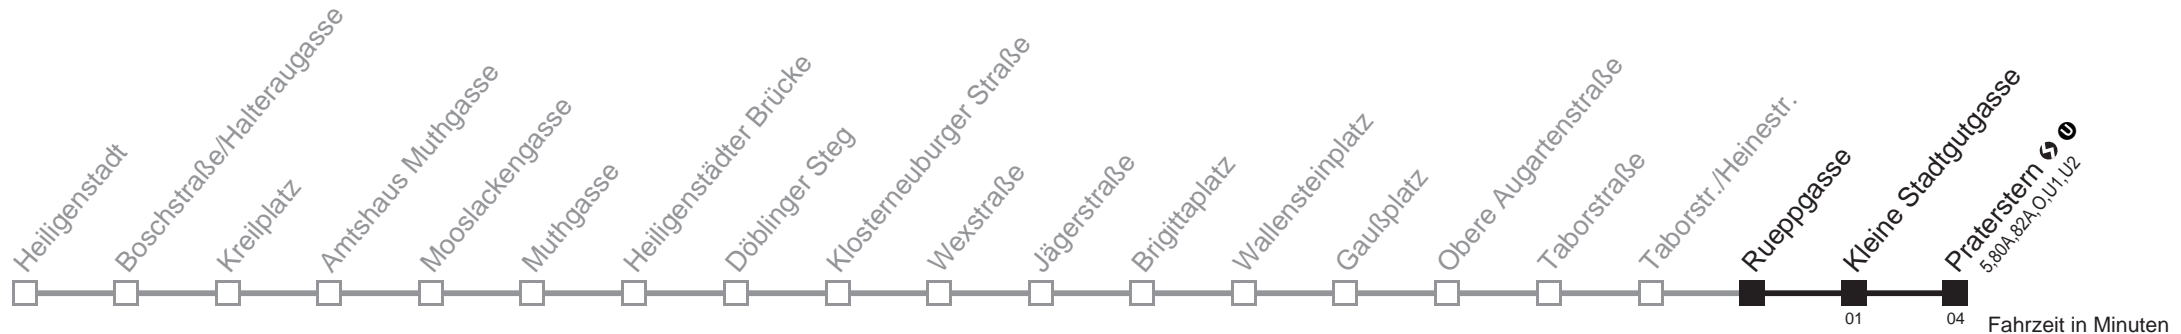 Heiligenstadt
Boschstraße/Halteraugasse
Kreilplatz
Amtshaus Muthgasse
Mooslackengasse
Muthgasse
Heiligenstädter Brücke
Döblinger Steg
Klosterneuburger Straße
Wexstraße
Jägerstraße
Brigittaplatz
Wallensteinplatz
Gaußplatz
Obere Augartenstraße
Taborstraße
Taborstr./Heinestr.
Rueppgasse
Kleine Stadtgutgasse
Praterstern S U
5,80A,82A,O,U1,U2
01
04
Fahrzeit in Minuten